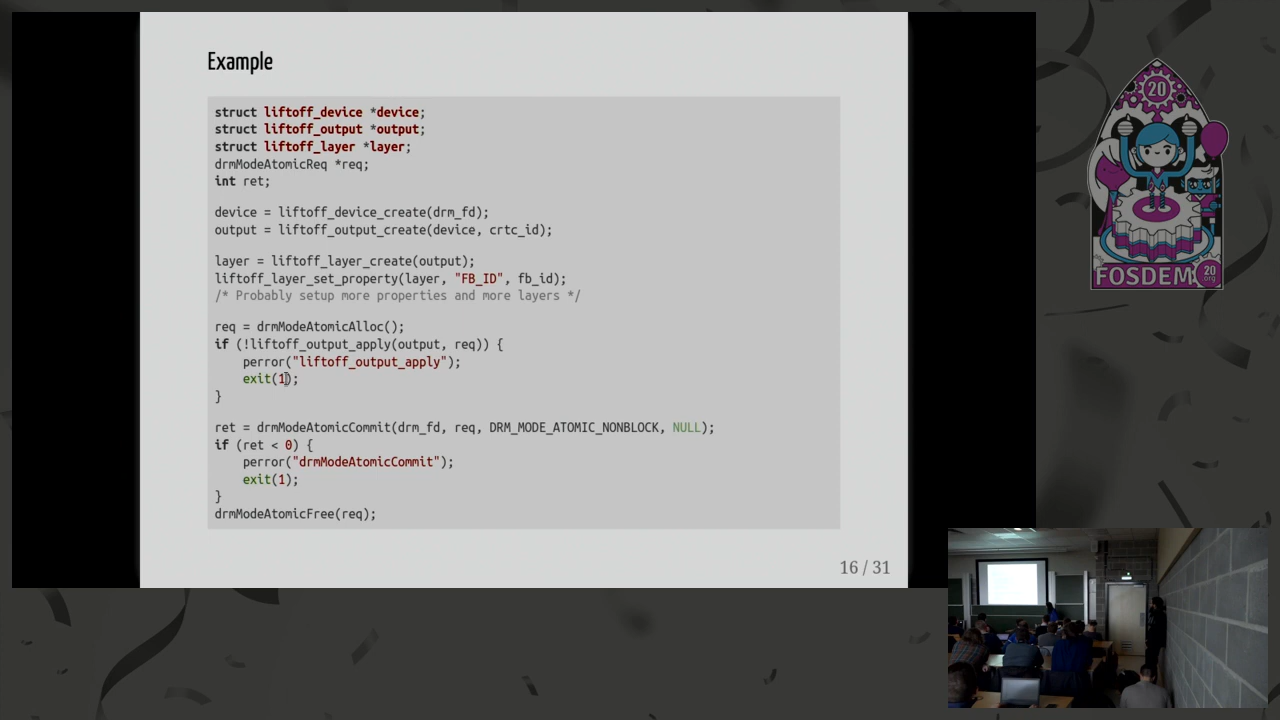 Example
struct liftoff_device *device;
struct liftoff_output *output;
struct liftoff_layer *layer;
drmModeAtomicReq *req;
int ret;
device = liftoff_device_create(drm_fd);
output = liftoff_output_create(device, crtc_id);
layer = liftoff_layer_create(output);
liftoff_layer_set_property(layer, "FB_ID", fb_id);
/* Probably setup more properties and more layers */
req = drmModeAtomicAlloc();
if (!liftoff_output_apply(output, req)) {
    perror("liftoff_output_apply");
    exit(1);
}
ret = drmModeAtomicCommit(drm_fd, req, DRM_MODE_ATOMIC_NONBLOCK, NULL);
if (ret < 0) {
    perror("drmModeAtomicCommit");
    exit(1);
}
drmModeAtomicFree(req);
16 / 31
20
FOSDEM
20
.org